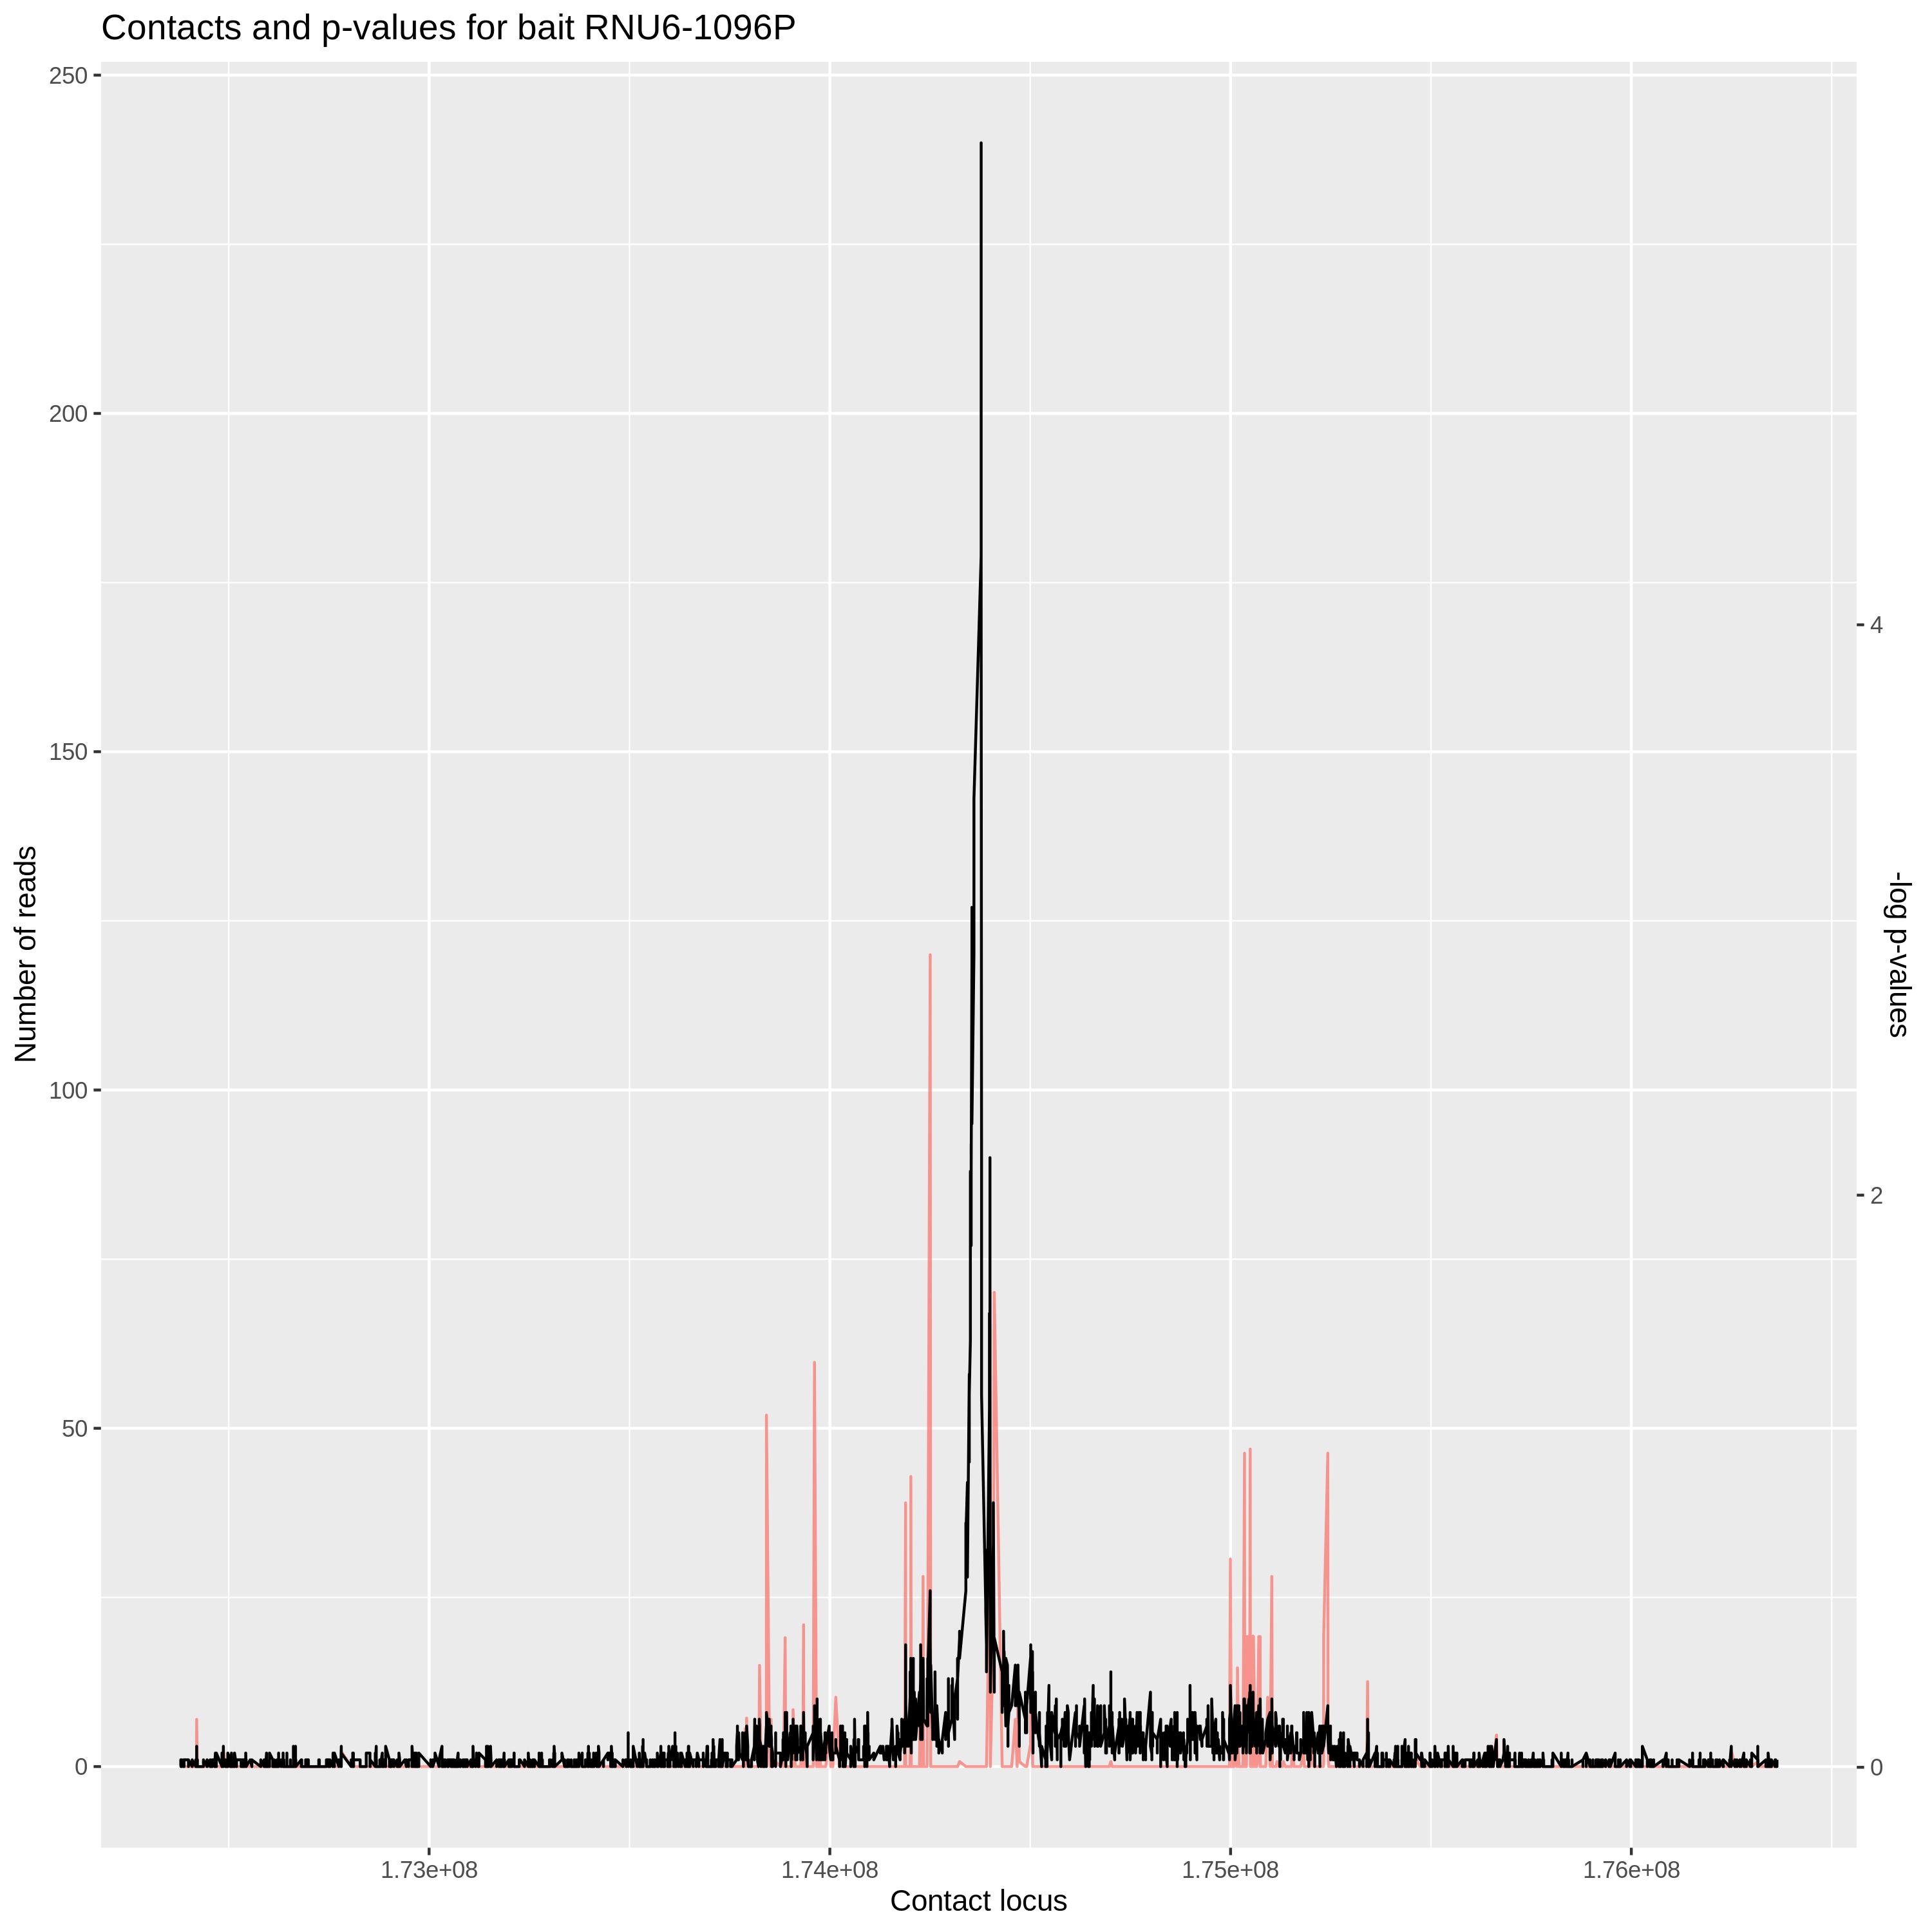 Contacts and p-values for bait RNU6-1096P
250
200
150
100
50
0
Number of reads
4
2
0
-log p-values
1.73e+08
1.74e+08
1.75e+08
1.76e+08
Contact locus